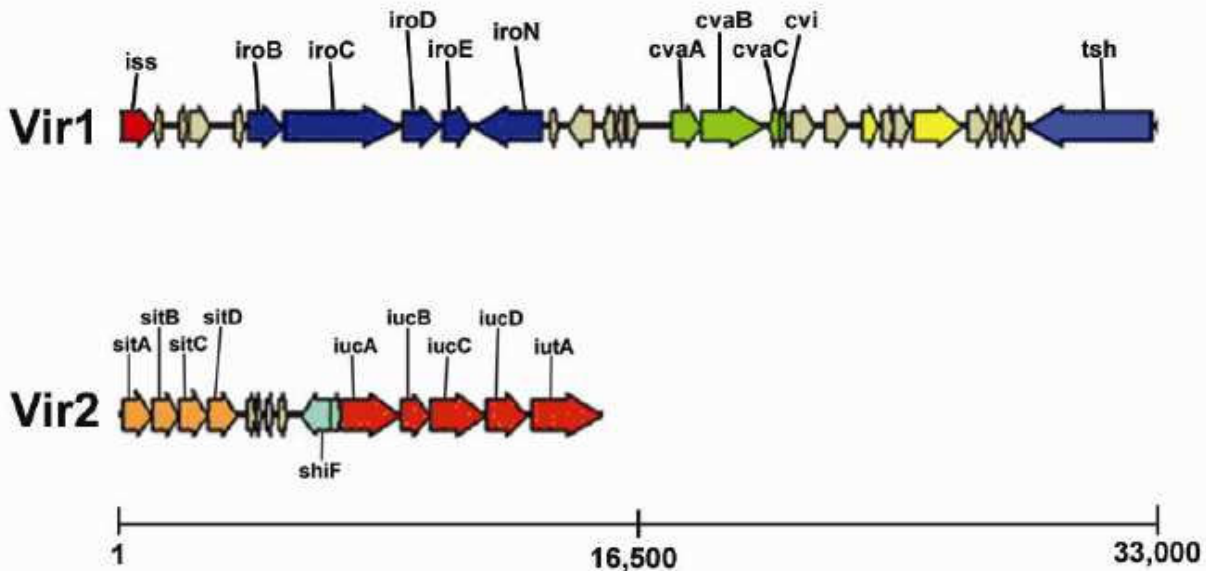 iss iroB iroC iroD iroE iroN cvaA cvaB cvaC cvi tsh
Vir1
sitA sitB sitC sitD iucA iucB iucC iucD iutA
Vir2
shiF
1 16,500 33,000